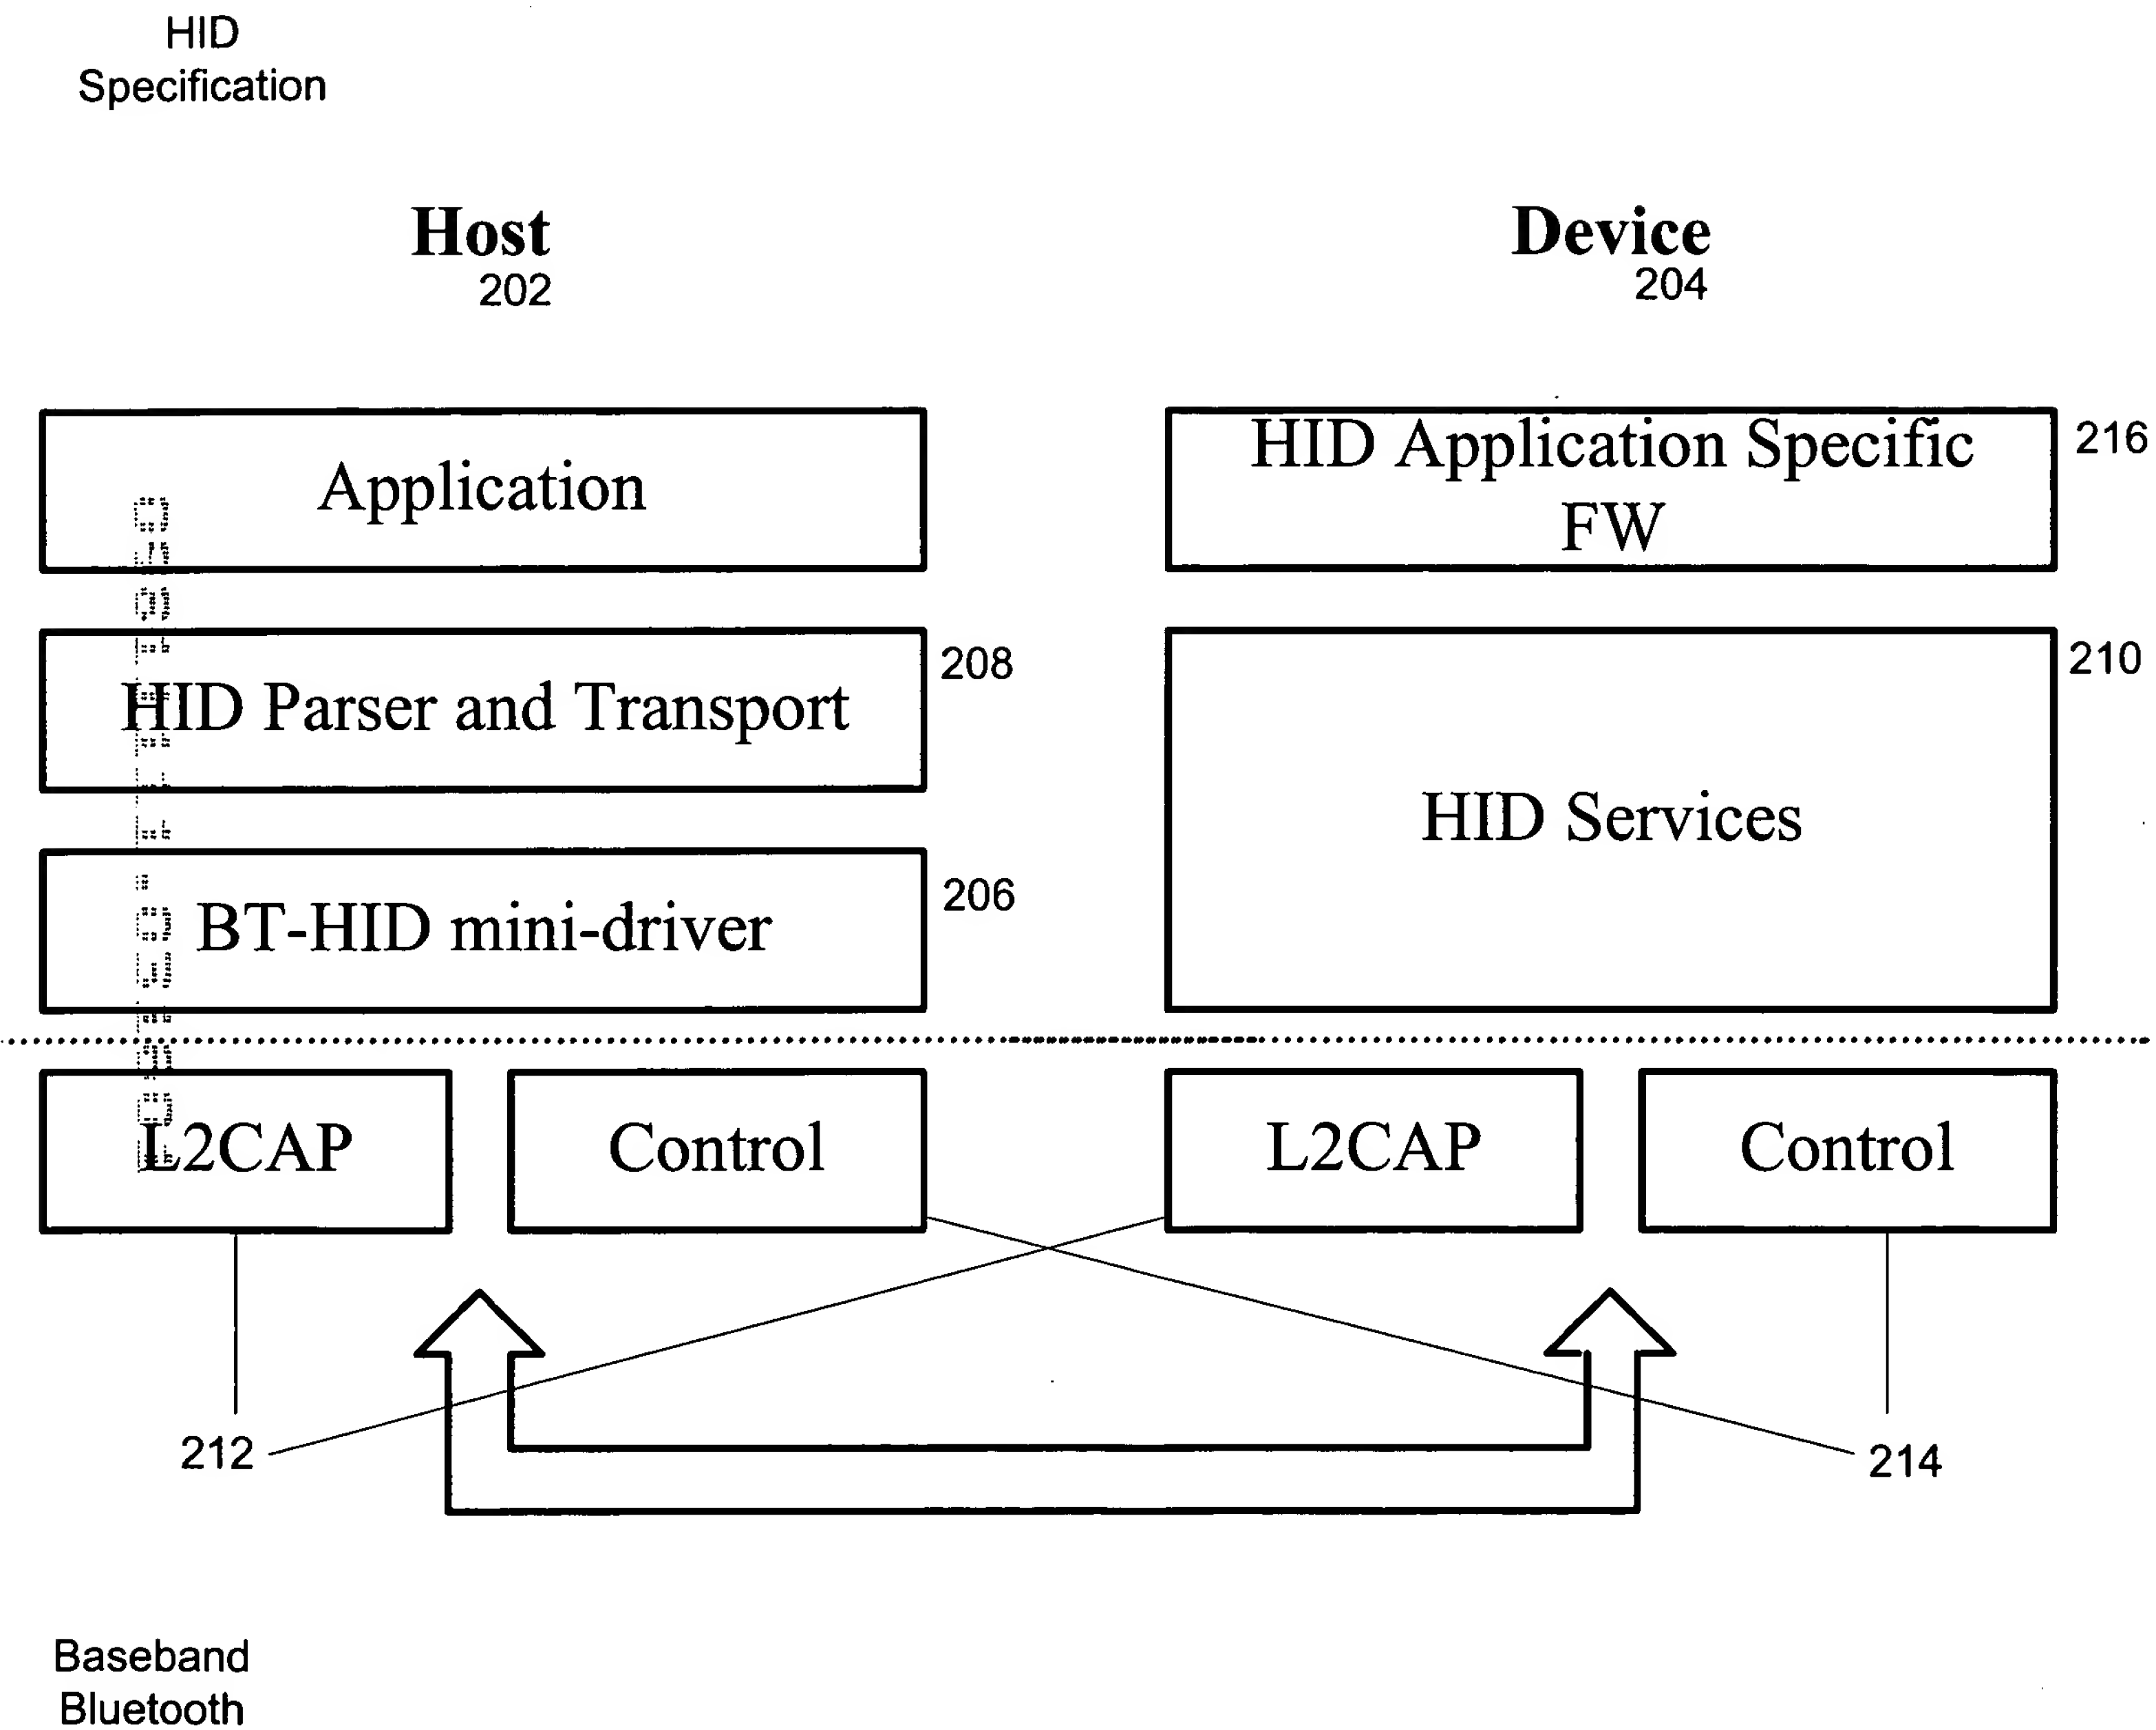 HID
Specification
Host
202
Device
204
Application
HID Application Specific
FW
216
HID Parser and Transport
208
HID Services
210
BT-HID mini-driver
206
L2CAP
Control
L2CAP
Control
212
214
Baseband
Bluetooth